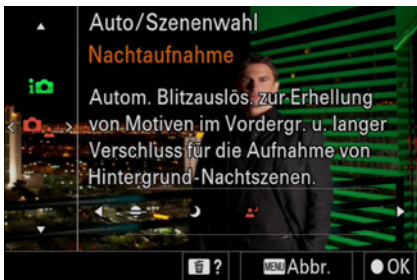 Auto/Szenenwahl
Nachtaufnahme
Autom. Blitzauslös. zur Erhellung
von Motiven im Vordergr. u. langer
Verschluss für die Aufnahme von
Hintergrund-Nachtszenen.
? MENU Abbr. OK